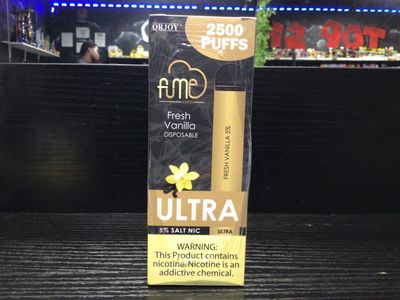 QRJOY
2500
PUFFS
fume
Fresh
Vanilla
DISPOSABLE
FRESH VANILLA 5%
ULTRA
5% SALT NIC
ULTRA
WARNING:
This Product contains
nicotine. Nicotine is an
addictive chemical.